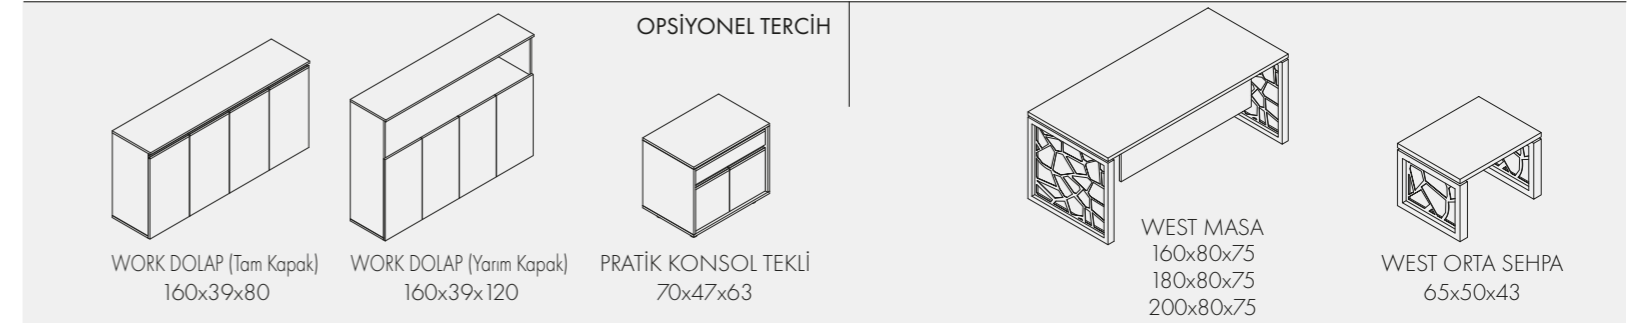 OPSİYONEL TERCİH
WORK DOLAP (Tam Kapak)
160x39x80
WORK DOLAP (Yarım Kapak)
160x39x120
PRATİK KONSOL TEKLİ
70x47x63
WEST MASA
160x80x75
180x80x75
200x80x75
WEST ORTA SEHPA
65x50x43